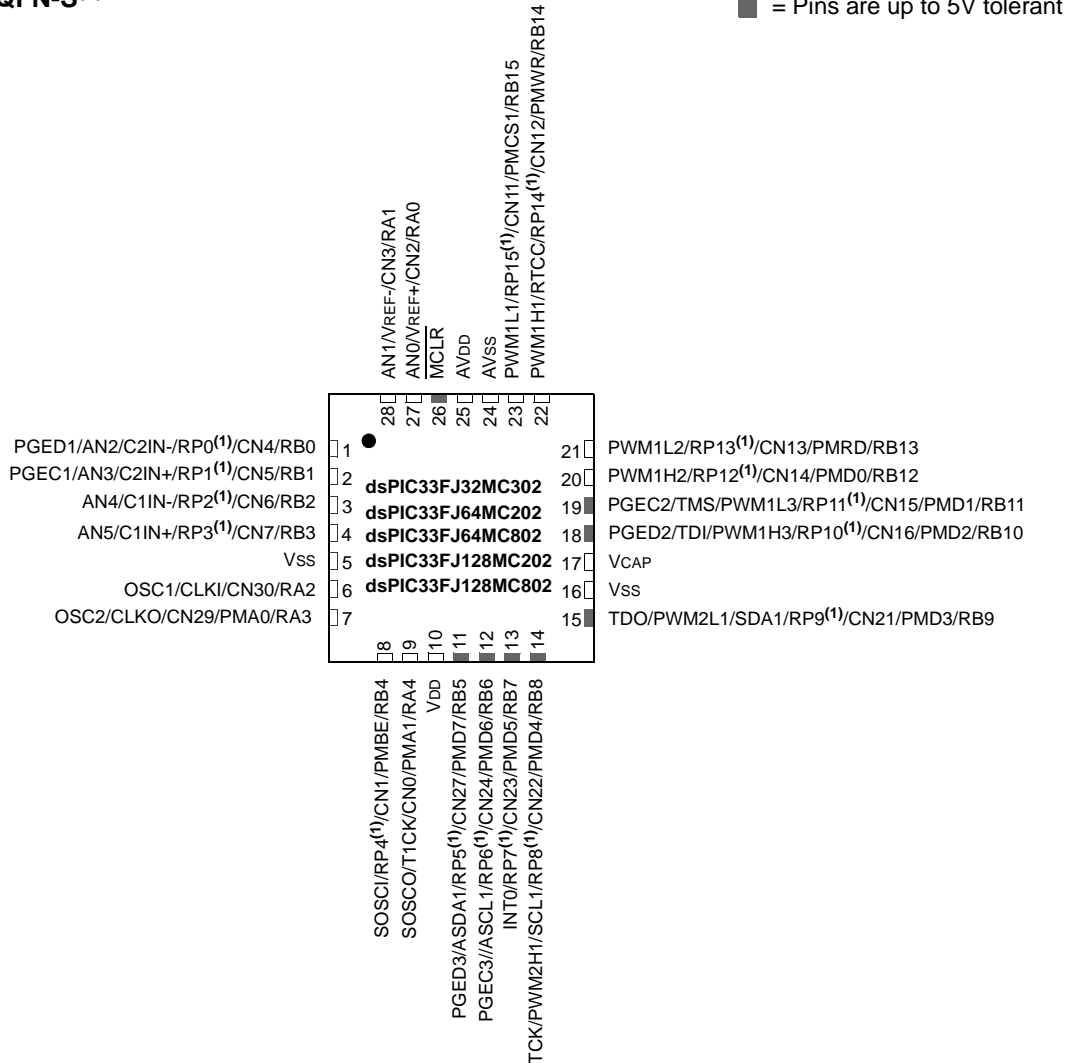 QFN-S
= Pins are up to 5V tolerant
AN1/VREF-/CN3/RA1
AN0/VREF+/CN2/RA0
MCLR
AVDD
AVSS
PWM1L1/RP15(1)/CN11/PMCS1/RB15
PWM1H1/RTCC/RP14(1)/CN12/PMWR/RB14
28 27 26 25 24 23 22
PGED1/AN2/C2IN-/RP0(1)/CN4/RB0 1
PGEC1/AN3/C2IN+/RP1(1)/CN5/RB1 2
AN4/C1IN-/RP2(1)/CN6/RB2 3
AN5/C1IN+/RP3(1)/CN7/RB3 4
VSS 5
OSC1/CLKI/CN30/RA2 6
OSC2/CLKO/CN29/PMA0/RA3 7
dsPIC33FJ32MC302
dsPIC33FJ64MC202
dsPIC33FJ64MC802
dsPIC33FJ128MC202
dsPIC33FJ128MC802
21 PWM1L2/RP13(1)/CN13/PMRD/RB13
20 PWM1H2/RP12(1)/CN14/PMD0/RB12
19 PGEC2/TMS/PWM1L3/RP11(1)/CN15/PMD1/RB11
18 PGED2/TDI/PWM1H3/RP10(1)/CN16/PMD2/RB10
17 VCAP
16 VSS
15 TDO/PWM2L1/SDA1/RP9(1)/CN21/PMD3/RB9
8 9 10 11 12 13 14
SOSCI/RP4(1)/CN1/PMBE/RB4
SOSCO/T1CK/CN0/PMA1/RA4
VDD
PGED3/ASDA1/RP5(1)/CN27/PMD7/RB5
PGEC3//ASCL1/RP6(1)/CN24/PMD6/RB6
INT0/RP7(1)/CN23/PMD5/RB7
TCK/PWM2H1/SCL1/RP8(1)/CN22/PMD4/RB8